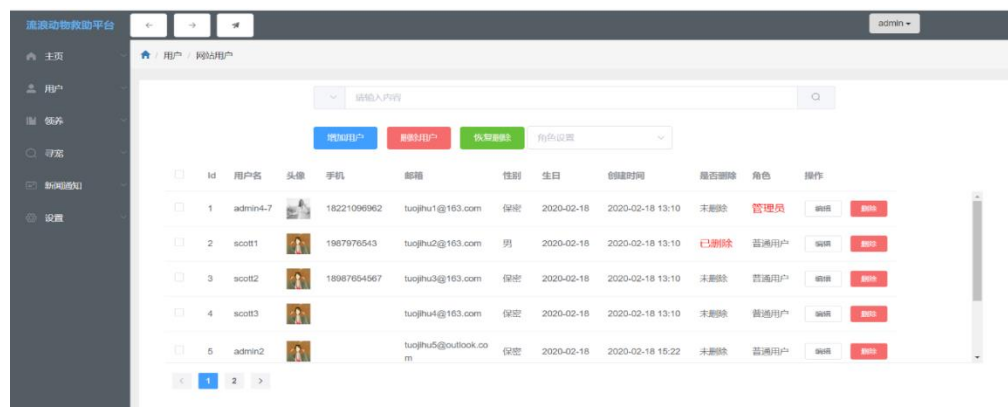 流浪动物救助平台
admin
主页
用户 / 网站用户
用户
领养
寻宠
新闻通知
设置
请输入内容
增加用户 删除用户 恢复删除 角色设置
Id 用户名 头像 手机 邮箱 性别 生日 创建时间 是否删除 角色 操作
1 admin4-7 18221096962 tuojihu1@163.com 保密 2020-02-18 2020-02-18 13:10 未删除 管理员 编辑 删除
2 scott1 1987976543 tuojihu2@163.com 男 2020-02-18 2020-02-18 13:10 已删除 普通用户 编辑 删除
3 scott2 18987654567 tuojihu3@163.com 保密 2020-02-18 2020-02-18 13:10 未删除 普通用户 编辑 删除
4 scott3 tuojihu4@163.com 保密 2020-02-18 2020-02-18 13:10 未删除 普通用户 编辑 删除
5 admin2 tuojihu5@outlook.co
m 保密 2020-02-18 2020-02-18 15:22 未删除 普通用户 编辑 删除
< 1 2 >